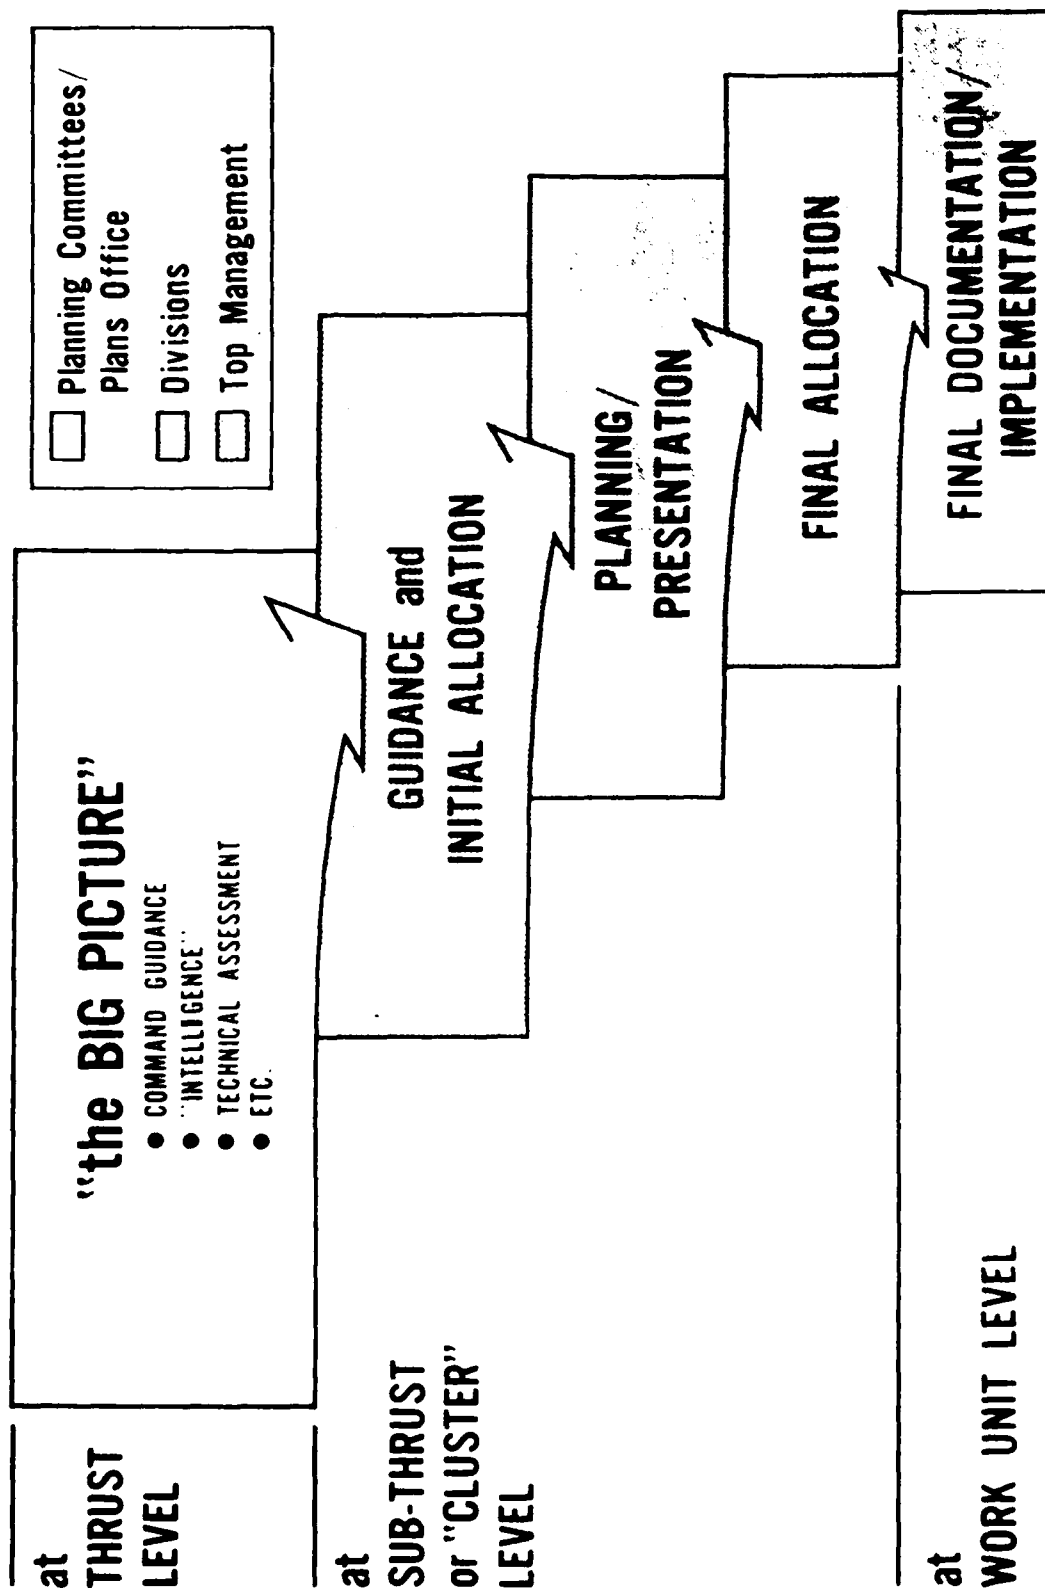 at
THRUST
LEVEL
"the BIG PICTURE"
● COMMAND GUIDANCE
● "INTELLIGENCE"
● TECHNICAL ASSESSMENT
● ETC.
Planning Committees/
Plans Office
Divisions
Top Management
at
SUB-THRUST
or "CLUSTER"
LEVEL
GUIDANCE and
INITIAL ALLOCATION
PLANNING/
PRESENTATION
FINAL ALLOCATION
at
WORK UNIT LEVEL
FINAL DOCUMENTATION/
IMPLEMENTATION